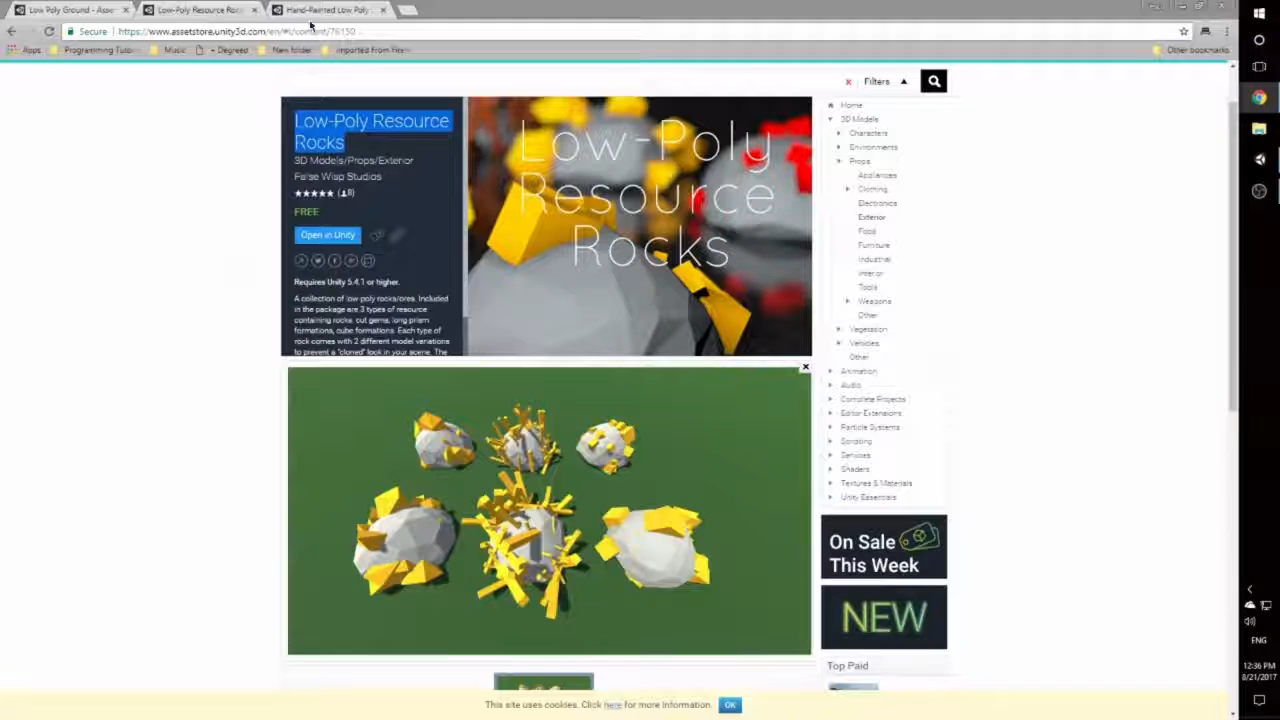 Low Poly Ground - Asset
Low-Poly Resource Rock
Hand-Painted Low Poly
Secure
https://www.assetstore.unity3d.com/en/#!/content/76150
Apps
Programming Tuto
Music
Degreed
New folder
Imported From Firefo
Other bookmarks
Filters
Low-Poly Resource
Rocks
3D Models/Props/Exterior
False Wisp Studios
(8)
FREE
Open in Unity
Requires Unity 5.4.1 or higher.
A collection of low poly rocks/ores. Included
in the package are 3 types of resource
containing rocks: cut gems, long prism
formations, cube formations. Each type of
rock comes with 2 different model variations
to prevent a "cloned" look in your scene. The
Low-Poly
Resource
Rocks
Home
3D Models
Characters
Environments
Props
Appliances
Clothing
Electronics
Exterior
Food
Furniture
Industrial
Interior
Tools
Weapons
Other
Vegetation
Vehicles
Other
Animation
Audio
Complete Projects
Editor Extensions
Particle Systems
Scripting
Services
Shaders
Textures & Materials
Unity Essentials
On Sale
This Week
NEW
Top Paid
This site uses cookies. Click here for more information.
OK
ENG
12:36 PM
8/21/2017